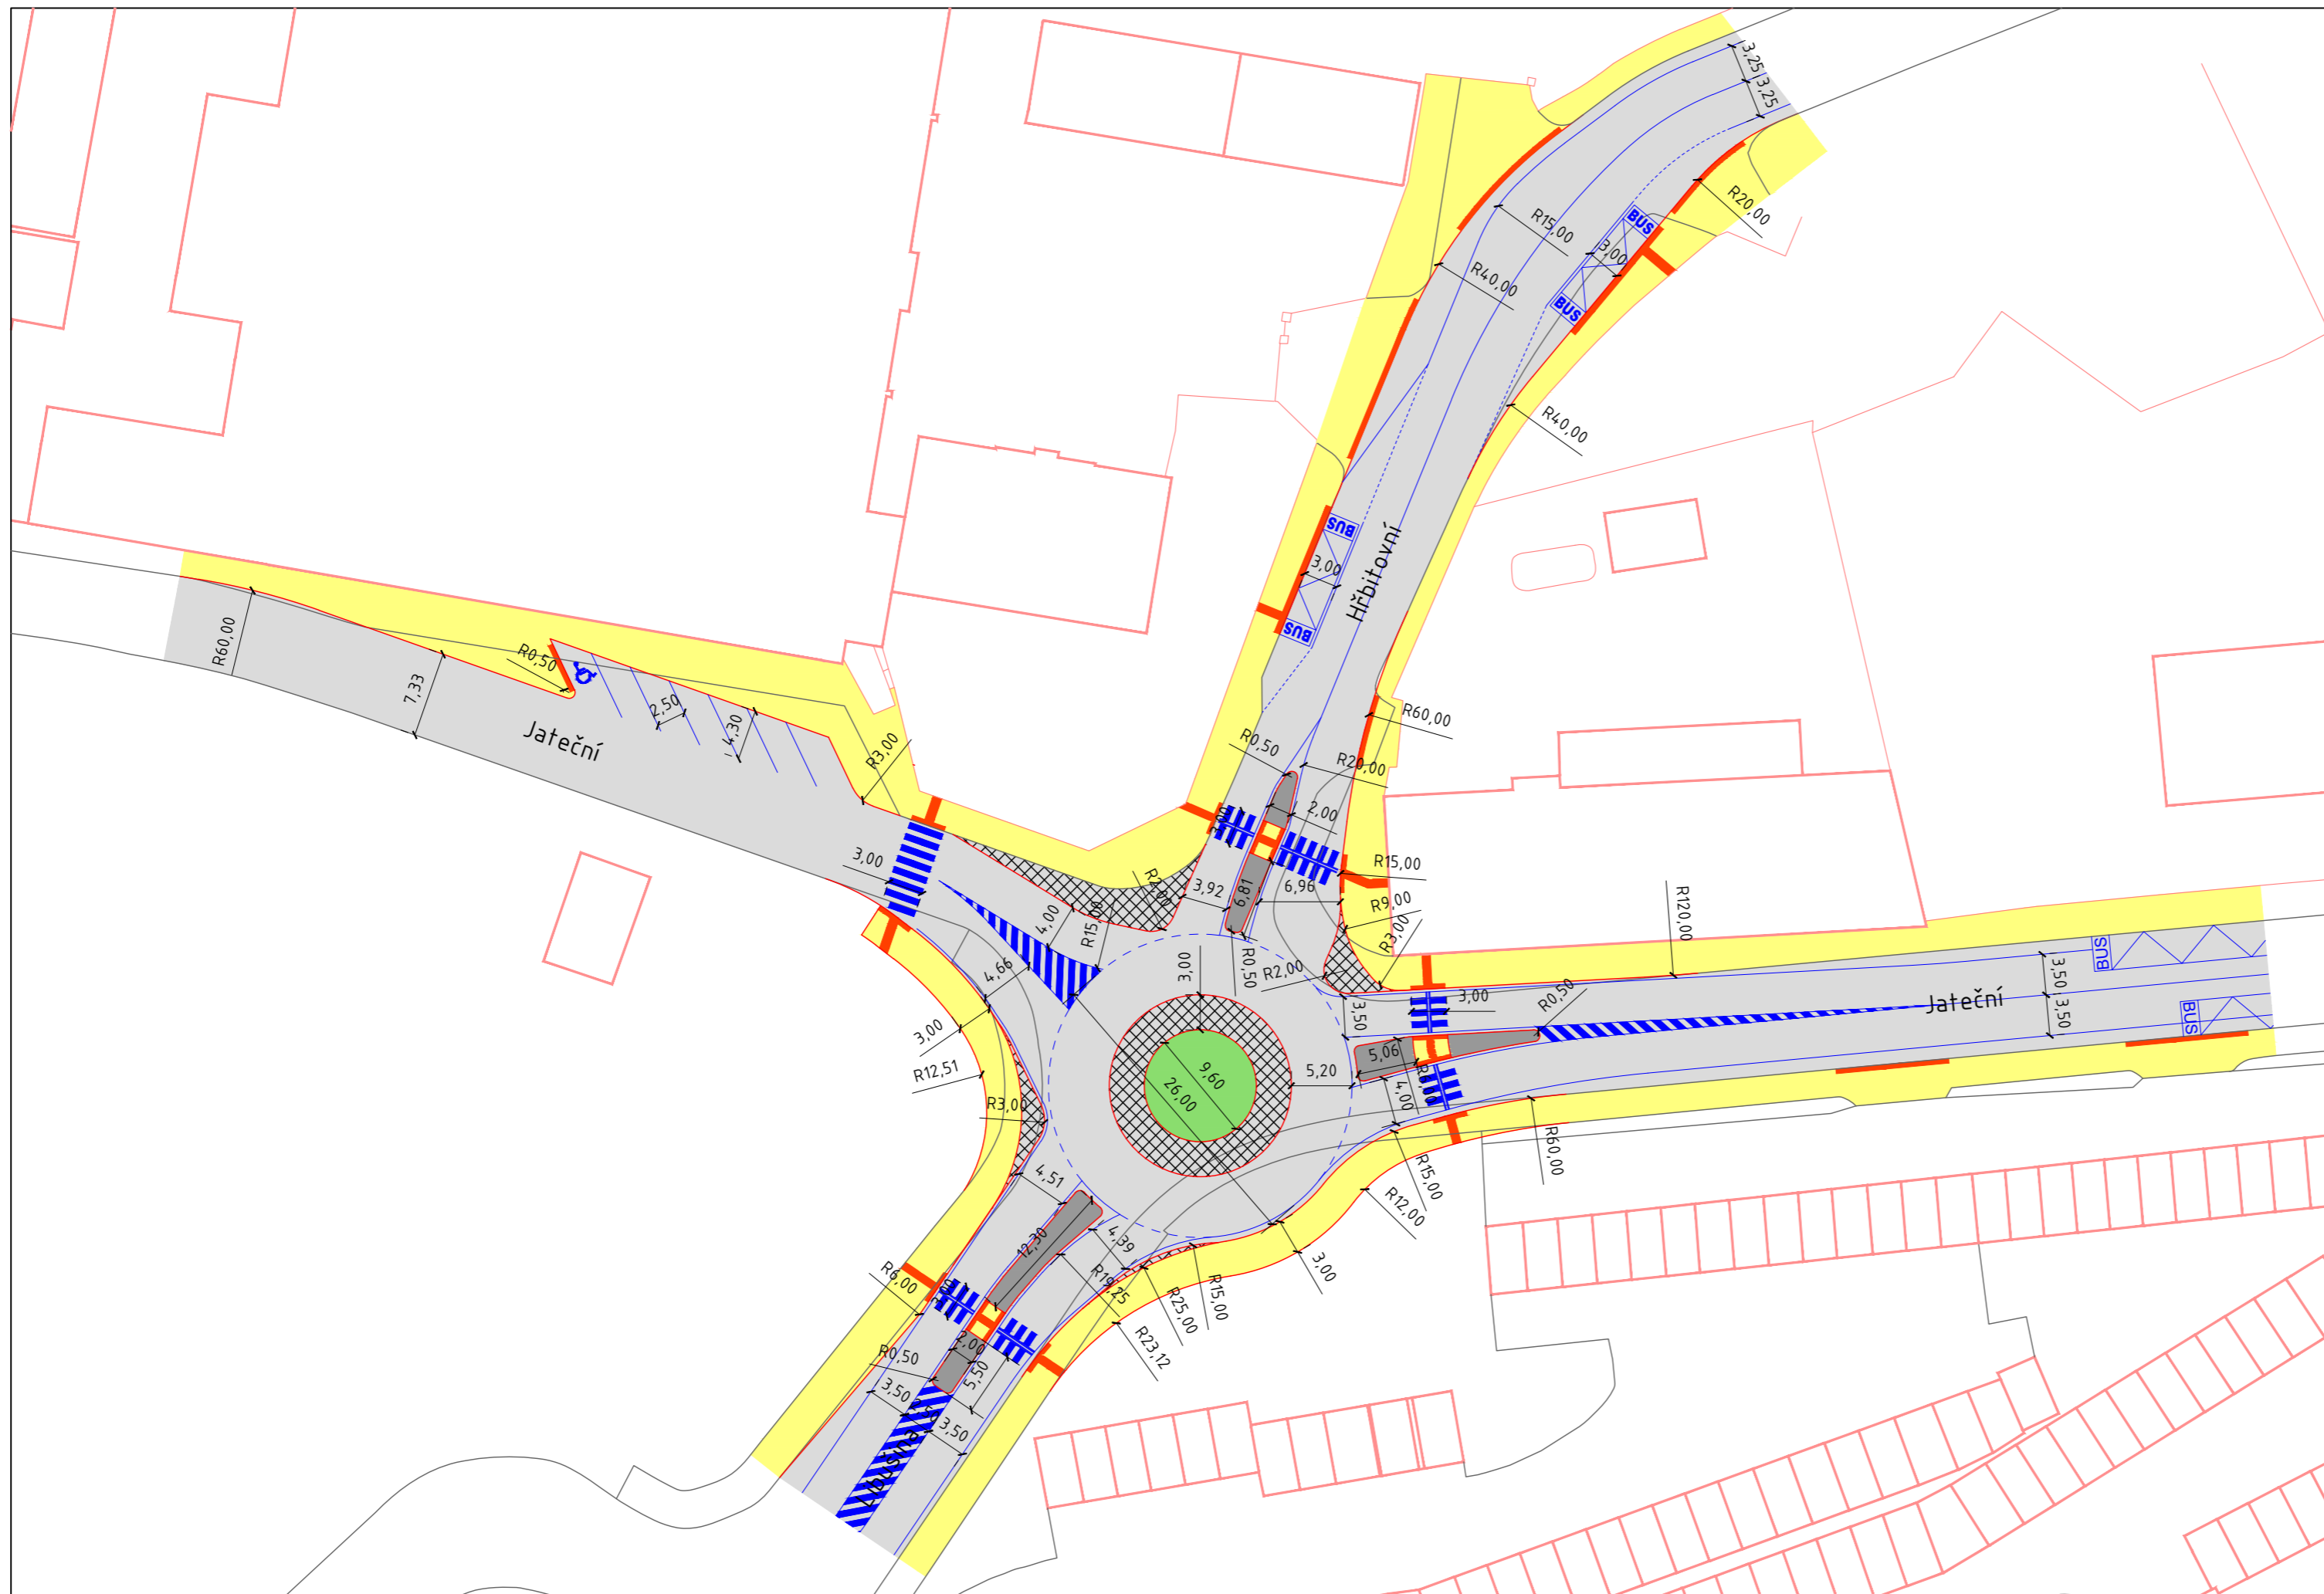 3,25
3,25
R20,00
BUS
R15,00
3,00
R40,00
BUS
R40,00
BUS
3,00
Hřbitovní
BUS
R60,00
R0,50
7,33
2,50
4,30
Jateční
R3,00
R60,00
R0,50
R20,00
2,00
3,00
R15,00
3,92
6,81
6,96
R9,00
R3,00
R120,00
4,00
R15,00
4,66
3,00
R0,50
R2,00
3,50
3,00
R0,50
Jateční
BUS
3,50
3,50
BUS
3,00
R12,51
R3,00
9,60
26,00
5,20
5,06
4,00
R60,00
R15,00
R12,00
4,51
12,30
4,39
R19,25
R25,00
R15,00
3,00
R23,12
R6,00
2,00
R0,50
5,50
3,50
3,50